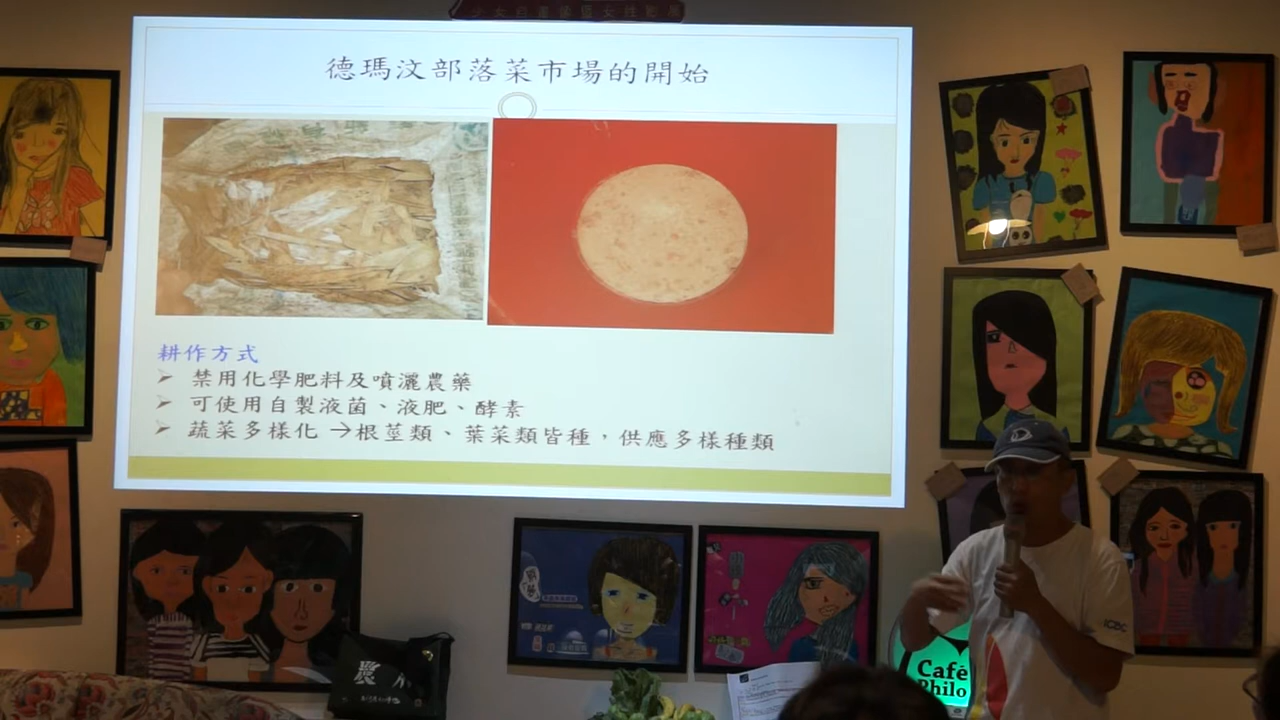 德瑪汶部落菜市場的開始
耕作方式
➢ 禁用化學肥料及噴灑農藥
➢ 可使用自製液菌、液肥、酵素
➢ 蔬菜多樣化 →根莖類、葉菜類皆種，供應多樣種類
Café
Philo